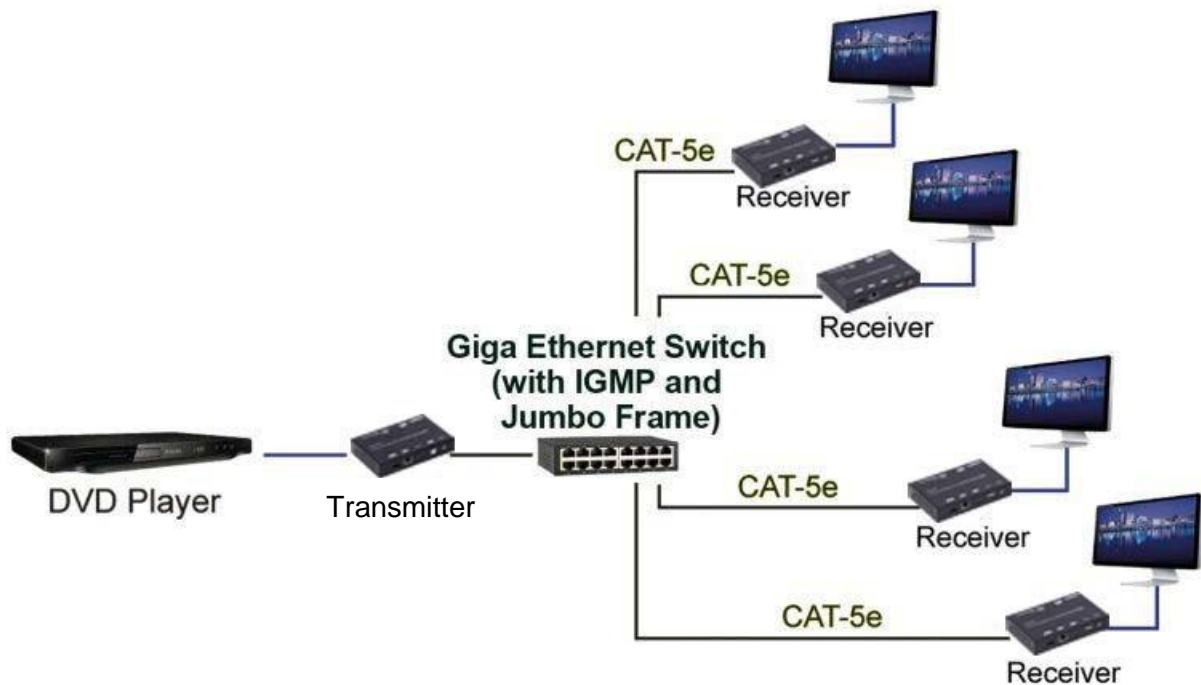 CAT-5e
Receiver
CAT-5e
Receiver
Giga Ethernet Switch
(with IGMP and
Jumbo Frame)
DVD Player
Transmitter
CAT-5e
Receiver
CAT-5e
Receiver